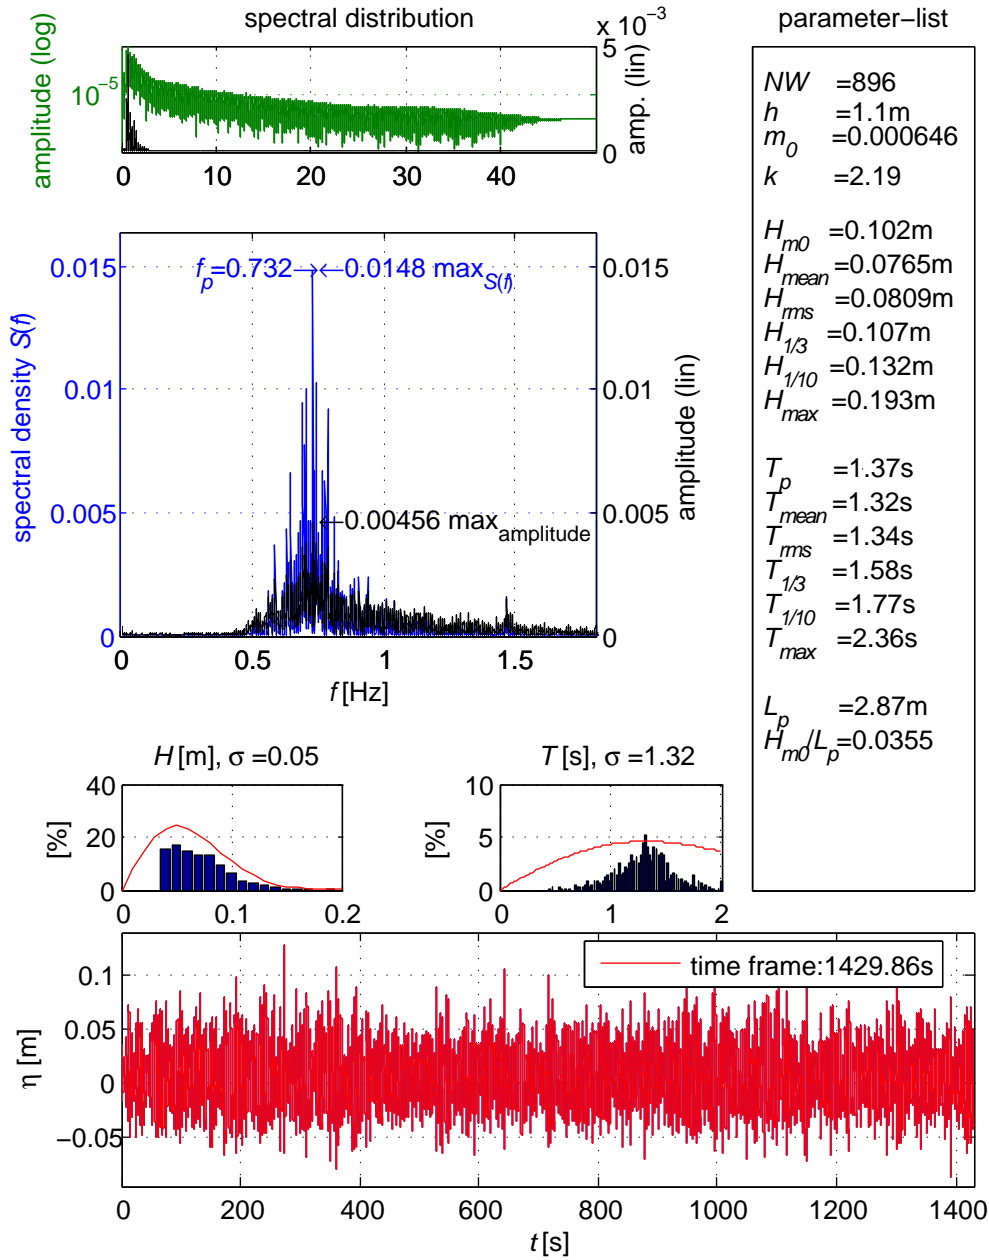 spectral distribution
parameter−list
amplitude (log)
10−5
x 10−3
5
0
amp. (lin)
0 10 20 30 40
NW =896
h =1.1m
m0 =0.000646
k =2.19
Hm0 =0.102m
Hmean =0.0765m
Hrms =0.0809m
H1/3 =0.107m
H1/10 =0.132m
Hmax =0.193m
Tp =1.37s
Tmean =1.32s
Trms =1.34s
T1/3 =1.58s
T1/10 =1.77s
Tmax =2.36s
Lp =2.87m
Hm0/Lp=0.0355
spectral density S(f)
0.015
0.01
0.005
0
fp=0.732→←0.0148 maxS(f)
←0.00456 maxamplitude
0.015
0.01
0.005
0
amplitude (lin)
0 0.5 1 1.5
f [Hz]
H [m], σ =0.05
[%]
40
20
0
0 0.1 0.2
T [s], σ =1.32
[%]
10
5
0
0 1 2
η [m]
0.1
0.05
0
−0.05
time frame:1429.86s
0 200 400 600 800 1000 1200 1400
t [s]